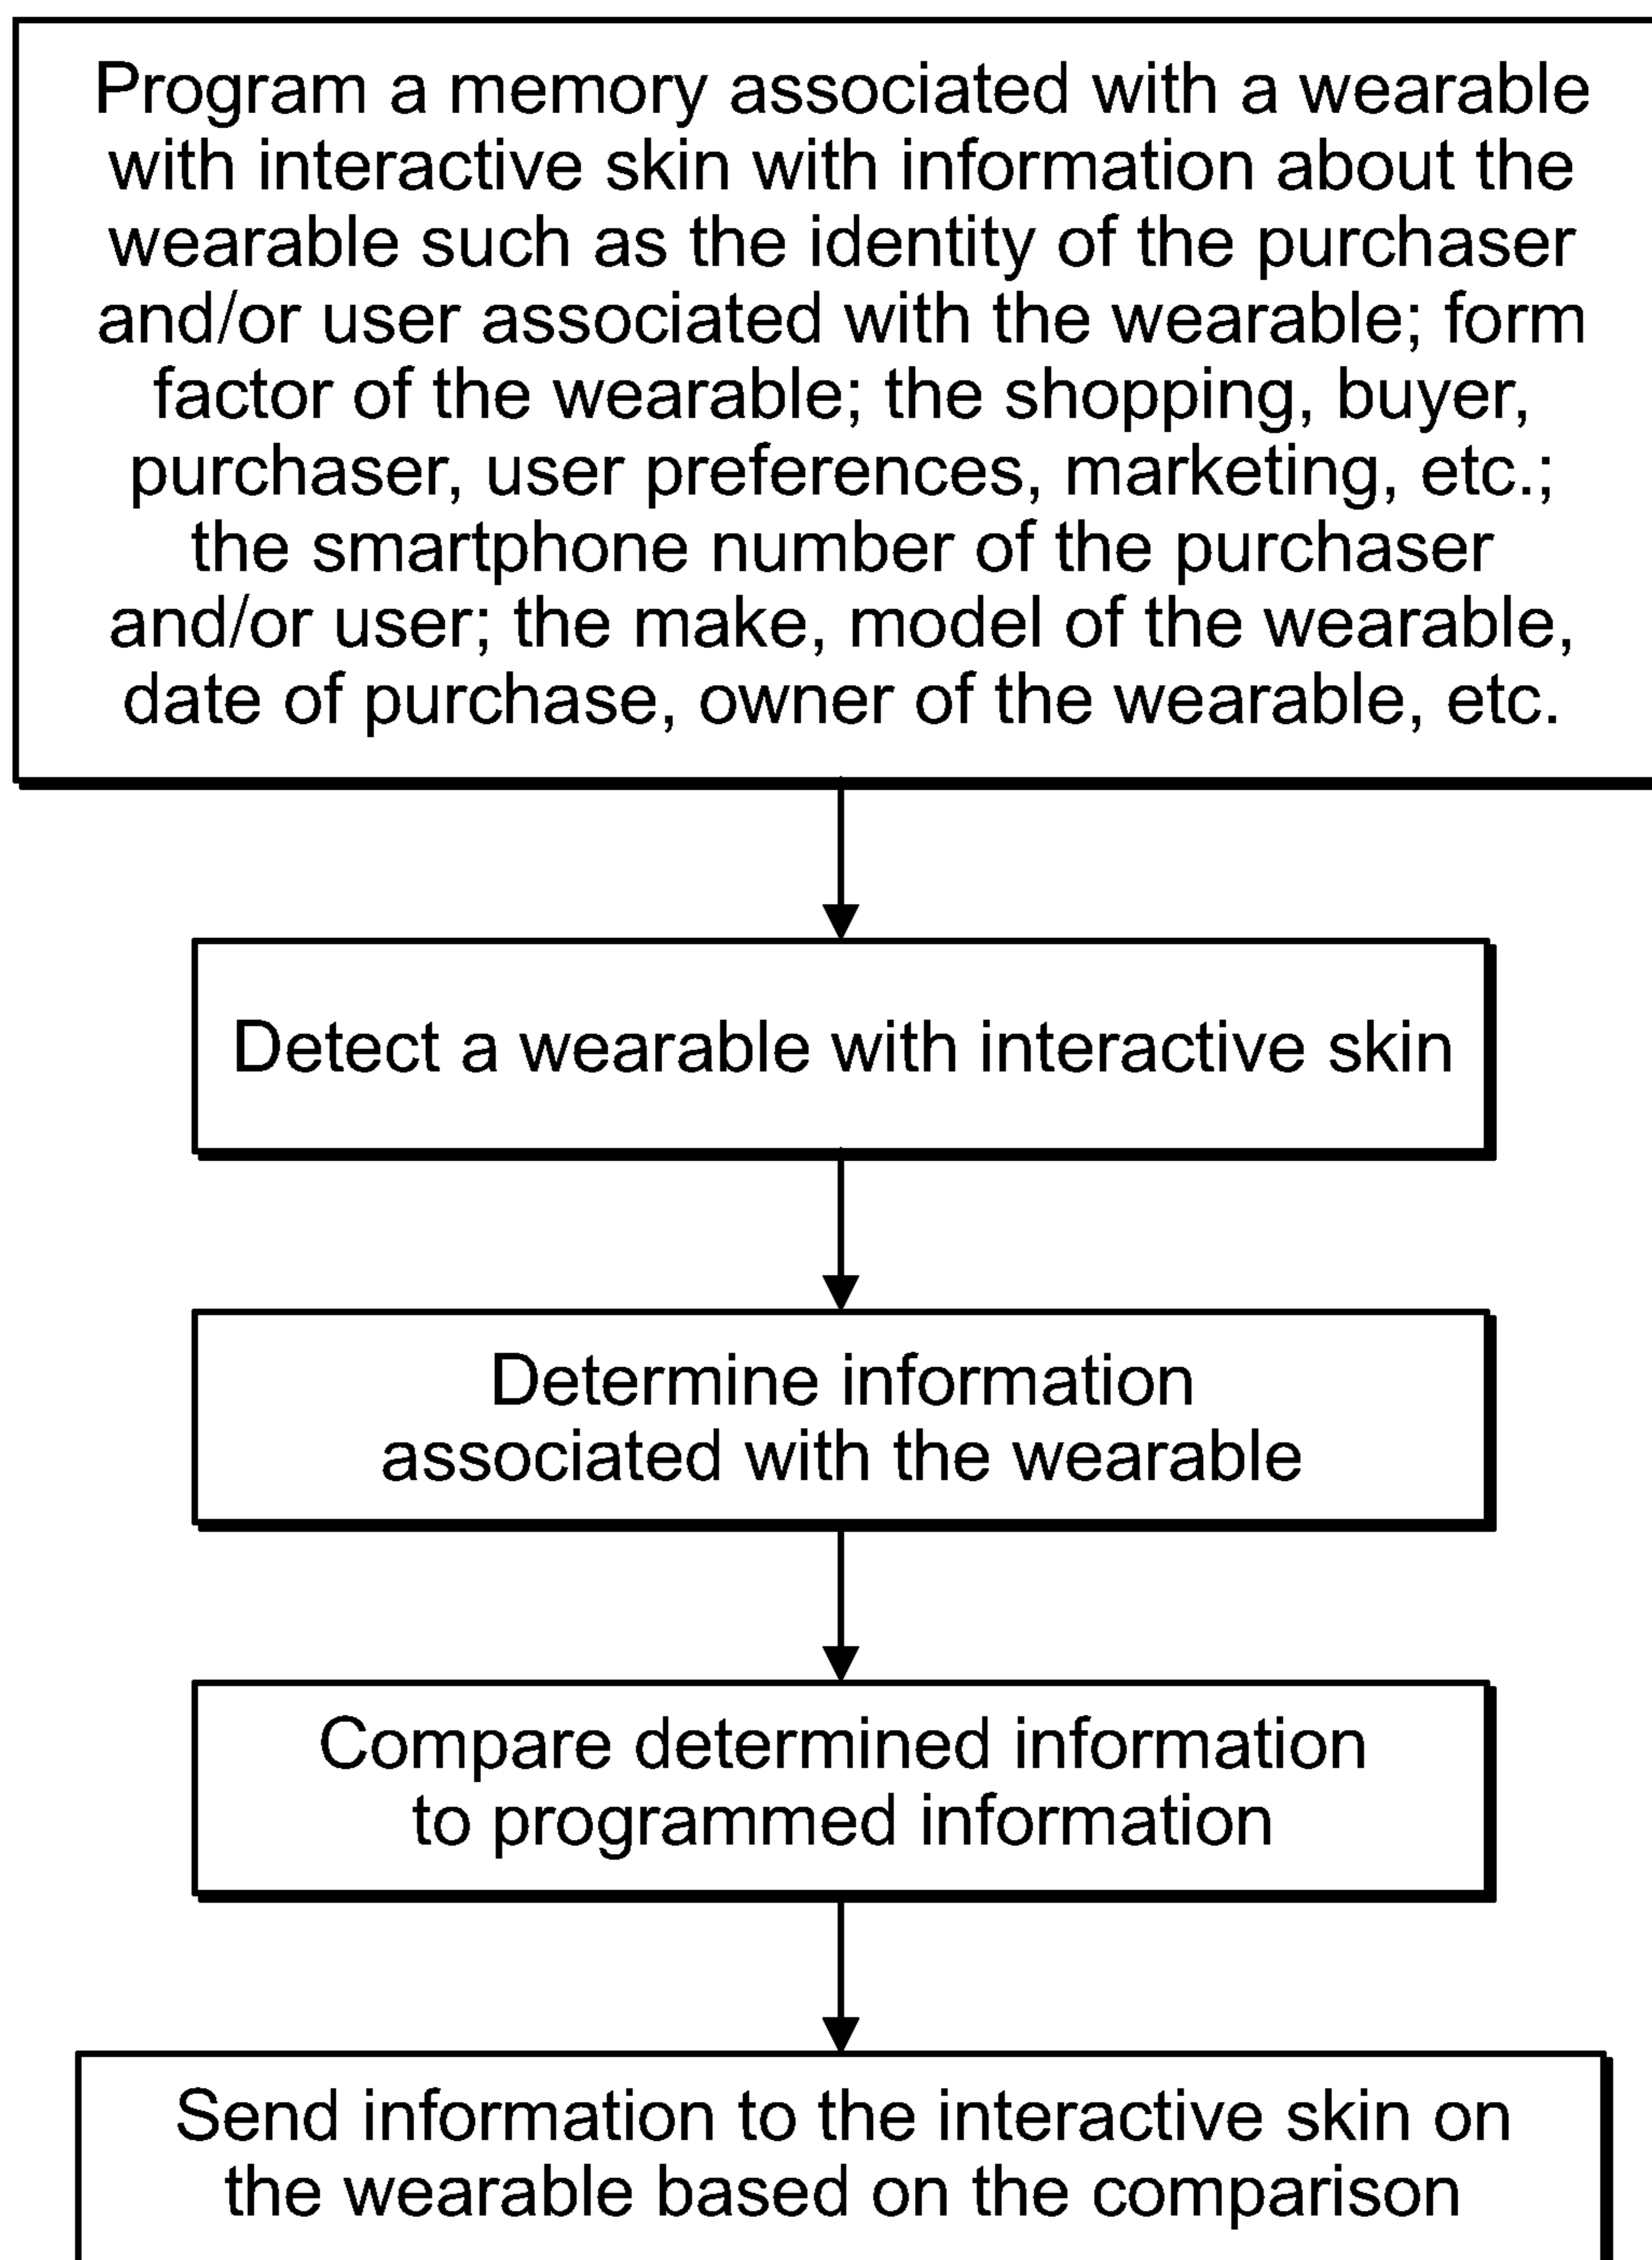 Program a memory associated with a wearable
with interactive skin with information about the
wearable such as the identity of the purchaser
and/or user associated with the wearable; form
factor of the wearable; the shopping, buyer,
purchaser, user preferences, marketing, etc.;
the smartphone number of the purchaser
and/or user; the make, model of the wearable,
date of purchase, owner of the wearable, etc.
Detect a wearable with interactive skin
Determine information
associated with the wearable
Compare determined information
to programmed information
Send information to the interactive skin on
the wearable based on the comparison